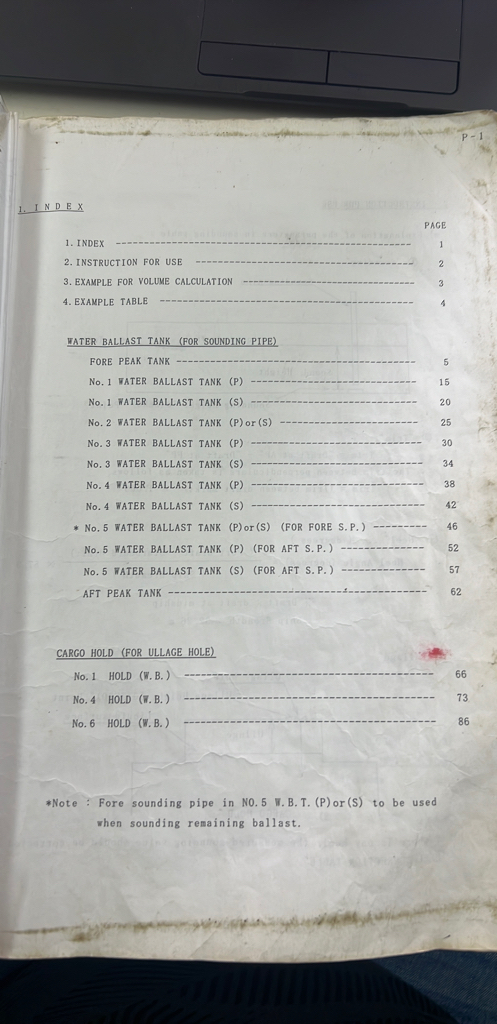 P-1
1. INDEX
PAGE
1. INDEX ------------------------------------------------ 1
2. INSTRUCTION FOR USE ----------------------------------- 2
3. EXAMPLE FOR VOLUME CALCULATION --------------------------- 3
4. EXAMPLE TABLE ---------------------------------------- 4
WATER BALLAST TANK (FOR SOUNDING PIPE)
FORE PEAK TANK --------------------------------------- 5
No.1 WATER BALLAST TANK (P) --------------------------- 15
No.1 WATER BALLAST TANK (S) --------------------------- 20
No.2 WATER BALLAST TANK (P)or(S) ---------------------- 25
No.3 WATER BALLAST TANK (P) --------------------------- 30
No.3 WATER BALLAST TANK (S) --------------------------- 34
No.4 WATER BALLAST TANK (P) --------------------------- 38
No.4 WATER BALLAST TANK (S) --------------------------- 42
* No.5 WATER BALLAST TANK (P)or(S) (FOR FORE S.P.) --------- 46
No.5 WATER BALLAST TANK (P) (FOR AFT S.P.) -------------- 52
No.5 WATER BALLAST TANK (S) (FOR AFT S.P.) -------------- 57
AFT PEAK TANK ---------------------------------------- 62
CARGO HOLD (FOR ULLAGE HOLE)
No.1 HOLD (W.B.) --------------------------------------- 66
No.4 HOLD (W.B.) --------------------------------------- 73
No.6 HOLD (W.B.) --------------------------------------- 86
*Note : Fore sounding pipe in NO.5 W.B.T.(P)or(S) to be used
when sounding remaining ballast.